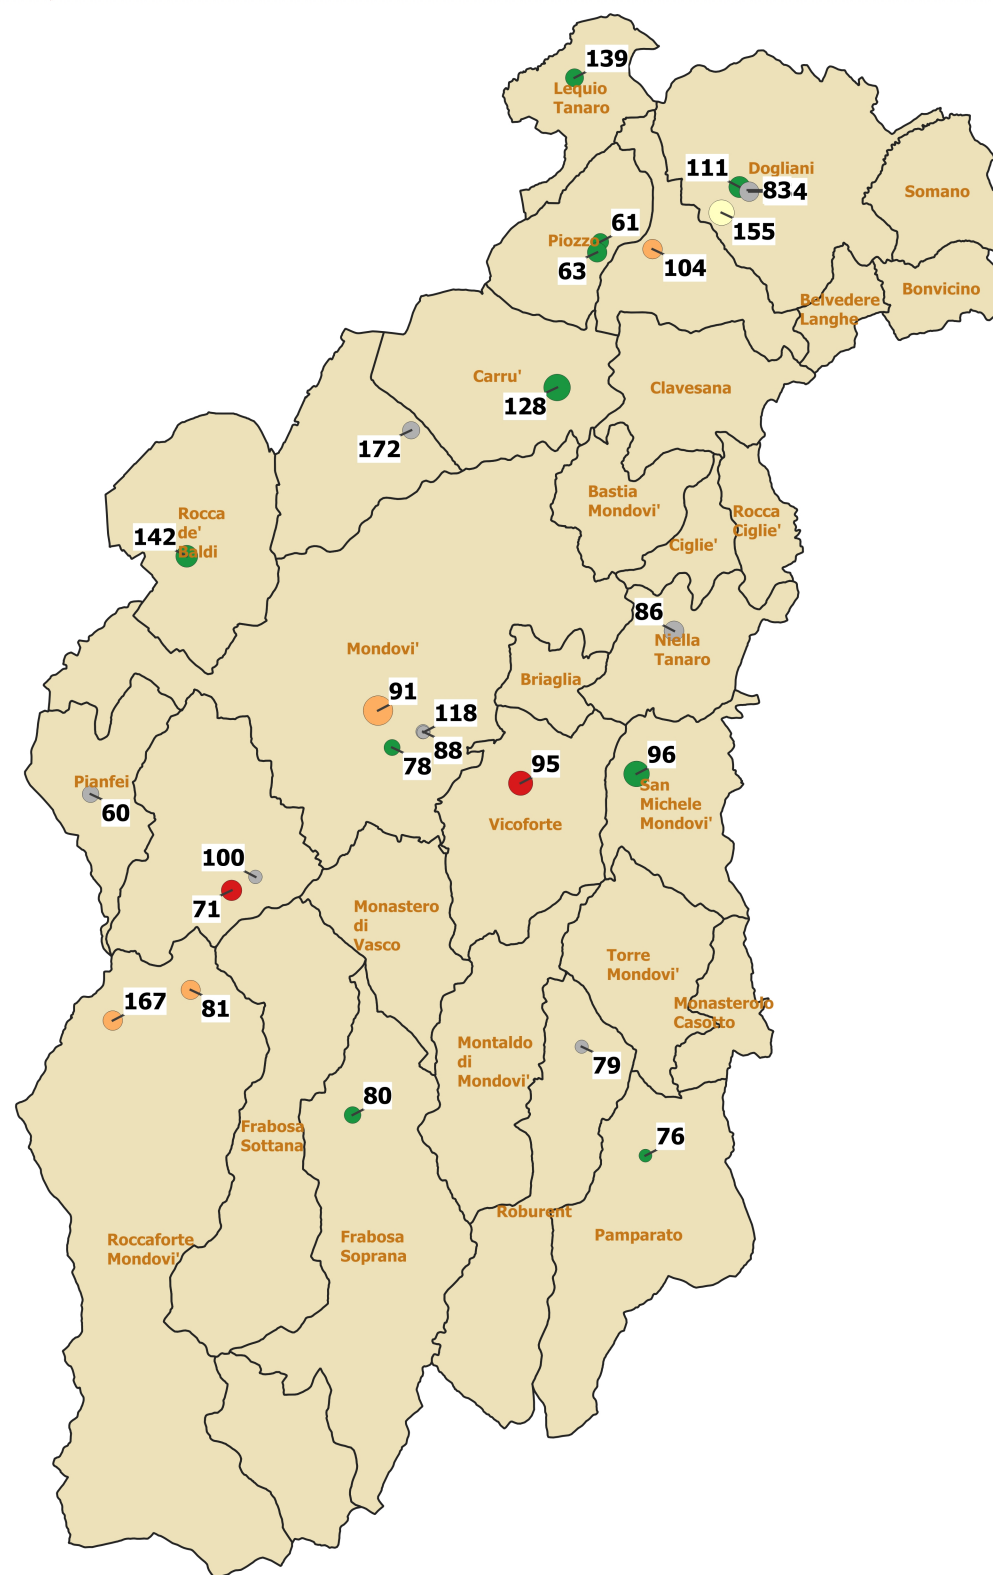 139
Lequio
Tanaro
111
Dogliani
834
Somano
155
61
Piozzo
63
104
Belvedere
Langhe
Bonvicino
Carru'
128
Clavesana
172
Bastia
Mondovi'
Rocca
Ciglie'
Ciglie'
Rocca
de'
Baldi
142
86
Niella
Tanaro
Mondovi'
Briaglia
91
118
88
78
95
Vicoforte
96
San
Michele
Mondovi'
Pianfei
60
100
71
Monastero
di
Vasco
Torre
Mondovi'
Monasterolo
Casotto
167
81
Montaldo
di
Mondovi'
79
80
Frabosa
Sottana
76
Roburent
Pamparato
Roccaforte
Mondovi'
Frabosa
Soprana